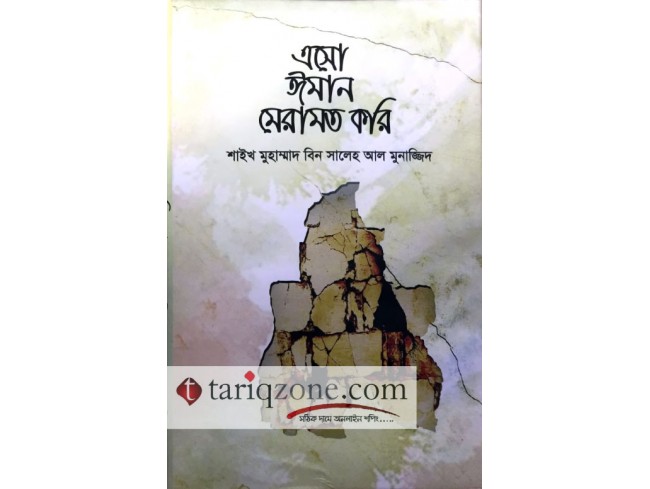 এসো
ঈমান
মেরামত করি
শাইখ মুহাম্মাদ বিন সালেহ আল মুনাজ্জিদ
t tariqzone.com
সঠিক দামে অনলাইন শপিং.....